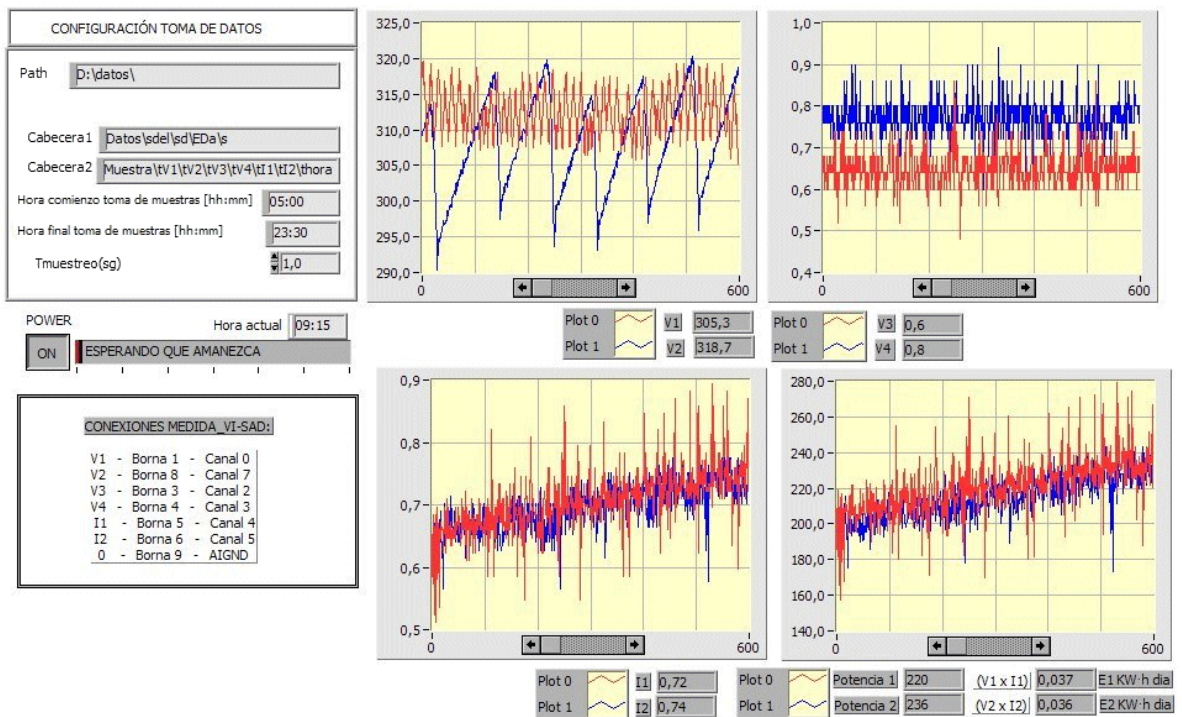 CONFIGURACIÓN TOMA DE DATOS
Path D:\datos\
Cabecera1 Datos\sdel\sd\EDa\s
Cabecera2 Muestra\tV1\tV2\tV3\tV4\tI1\tI2\thora
Hora comienzo toma de muestras [hh:mm] 05:00
Hora final toma de muestras [hh:mm] 23:30
Tmuestreo(sg) 1,0
POWER
ON
Hora actual 09:15
ESPERANDO QUE AMANEZCA
CONEXIONES MEDIDA_VI-SAD:
V1 - Borna 1 - Canal 0
V2 - Borna 8 - Canal 7
V3 - Borna 3 - Canal 2
V4 - Borna 4 - Canal 3
I1 - Borna 5 - Canal 4
I2 - Borna 6 - Canal 5
0 - Borna 9 - AIGND
325,0
320,0
315,0
310,0
305,0
300,0
295,0
290,0
0 600
Plot 0 V1 305,3
Plot 1 V2 318,7
1,0
0,9
0,8
0,7
0,6
0,5
0,4
0 600
Plot 0 V3 0,6
Plot 1 V4 0,8
0,9
0,8
0,7
0,6
0,5
0 600
Plot 0 I1 0,72
Plot 1 I2 0,74
280,0
260,0
240,0
220,0
200,0
180,0
160,0
140,0
0 600
Plot 0 Potencia 1 220 (V1 x I1) 0,037 E1 KW·h dia
Plot 1 Potencia 2 236 (V2 x I2) 0,036 E2 KW·h dia